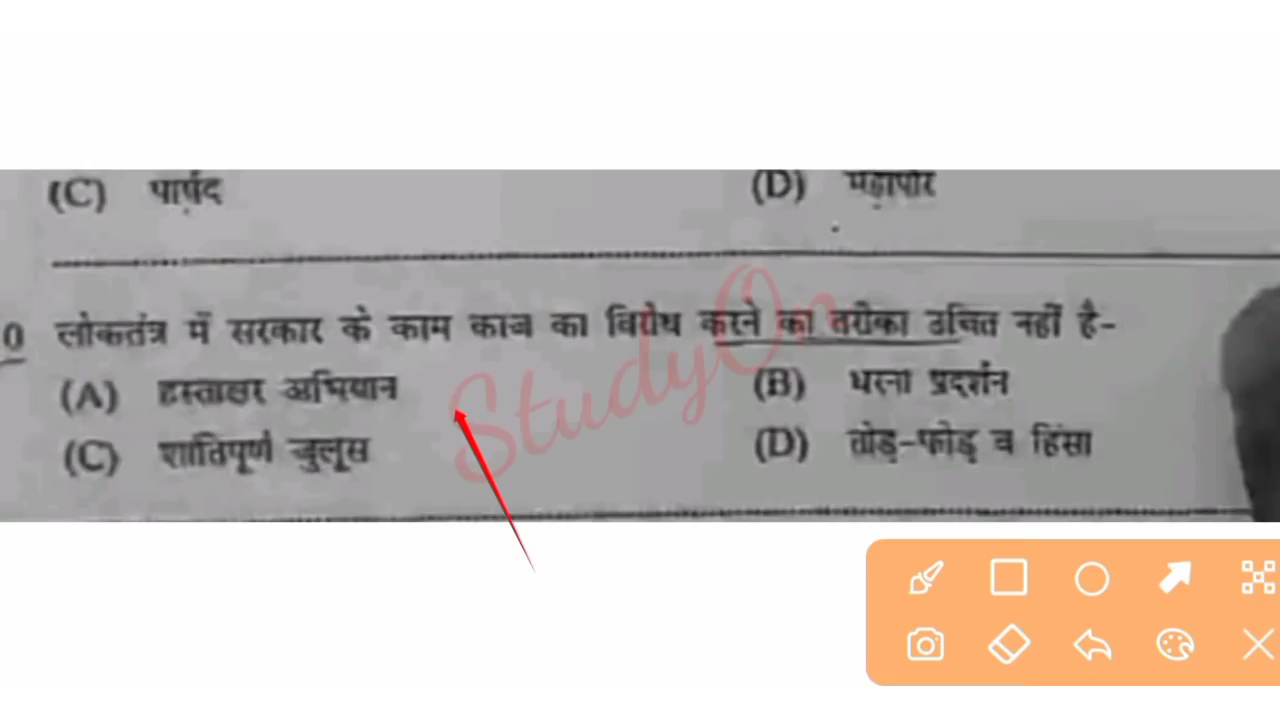 (C) पार्षद (D) महापौर
0 लोकतंत्र में सरकार के काम काज का विरोध करने का तरीका उचित नहीं है-
(A) हस्ताक्षर अभियान (B) धरना प्रदर्शन
(C) शांतिपूर्ण जुलूस (D) तोड़-फोड़ व हिंसा
StudyOn